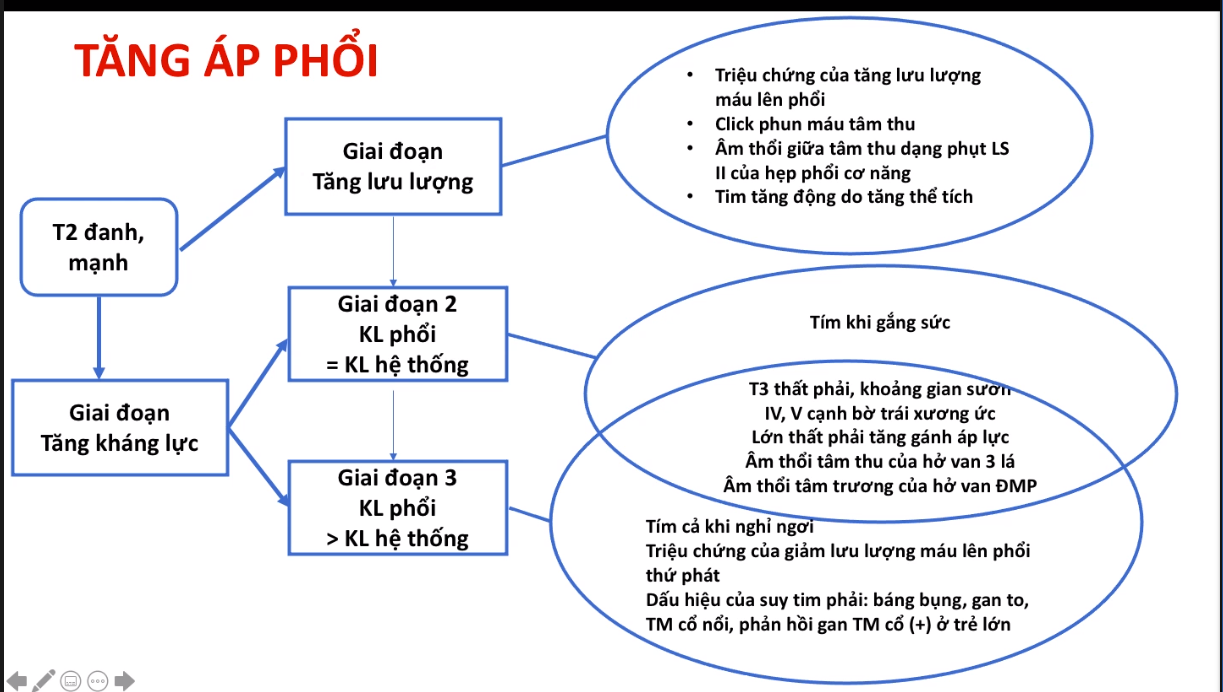 TĂNG ÁP PHỔI
• Triệu chứng của tăng lưu lượng
máu lên phổi
• Click phun máu tâm thu
• Âm thổi giữa tâm thu dạng phụt LS
II của hẹp phổi cơ năng
• Tim tăng động do tăng thể tích
Giai đoạn
Tăng lưu lượng
T2 đanh,
mạnh
Giai đoạn 2
KL phổi
= KL hệ thống
Tím khi gắng sức
T3 thất phải, khoảng gian sườn
IV, V cạnh bờ trái xương ức
Lớn thất phải tăng gánh áp lực
Âm thổi tâm thu của hở van 3 lá
Âm thổi tâm trương của hở van ĐMP
Giai đoạn
Tăng kháng lực
Giai đoạn 3
KL phổi
> KL hệ thống
Tím cả khi nghỉ ngơi
Triệu chứng của giảm lưu lượng máu lên phổi
thứ phát
Dấu hiệu của suy tim phải: báng bụng, gan to,
TM cổ nổi, phản hồi gan TM cổ (+) ở trẻ lớn